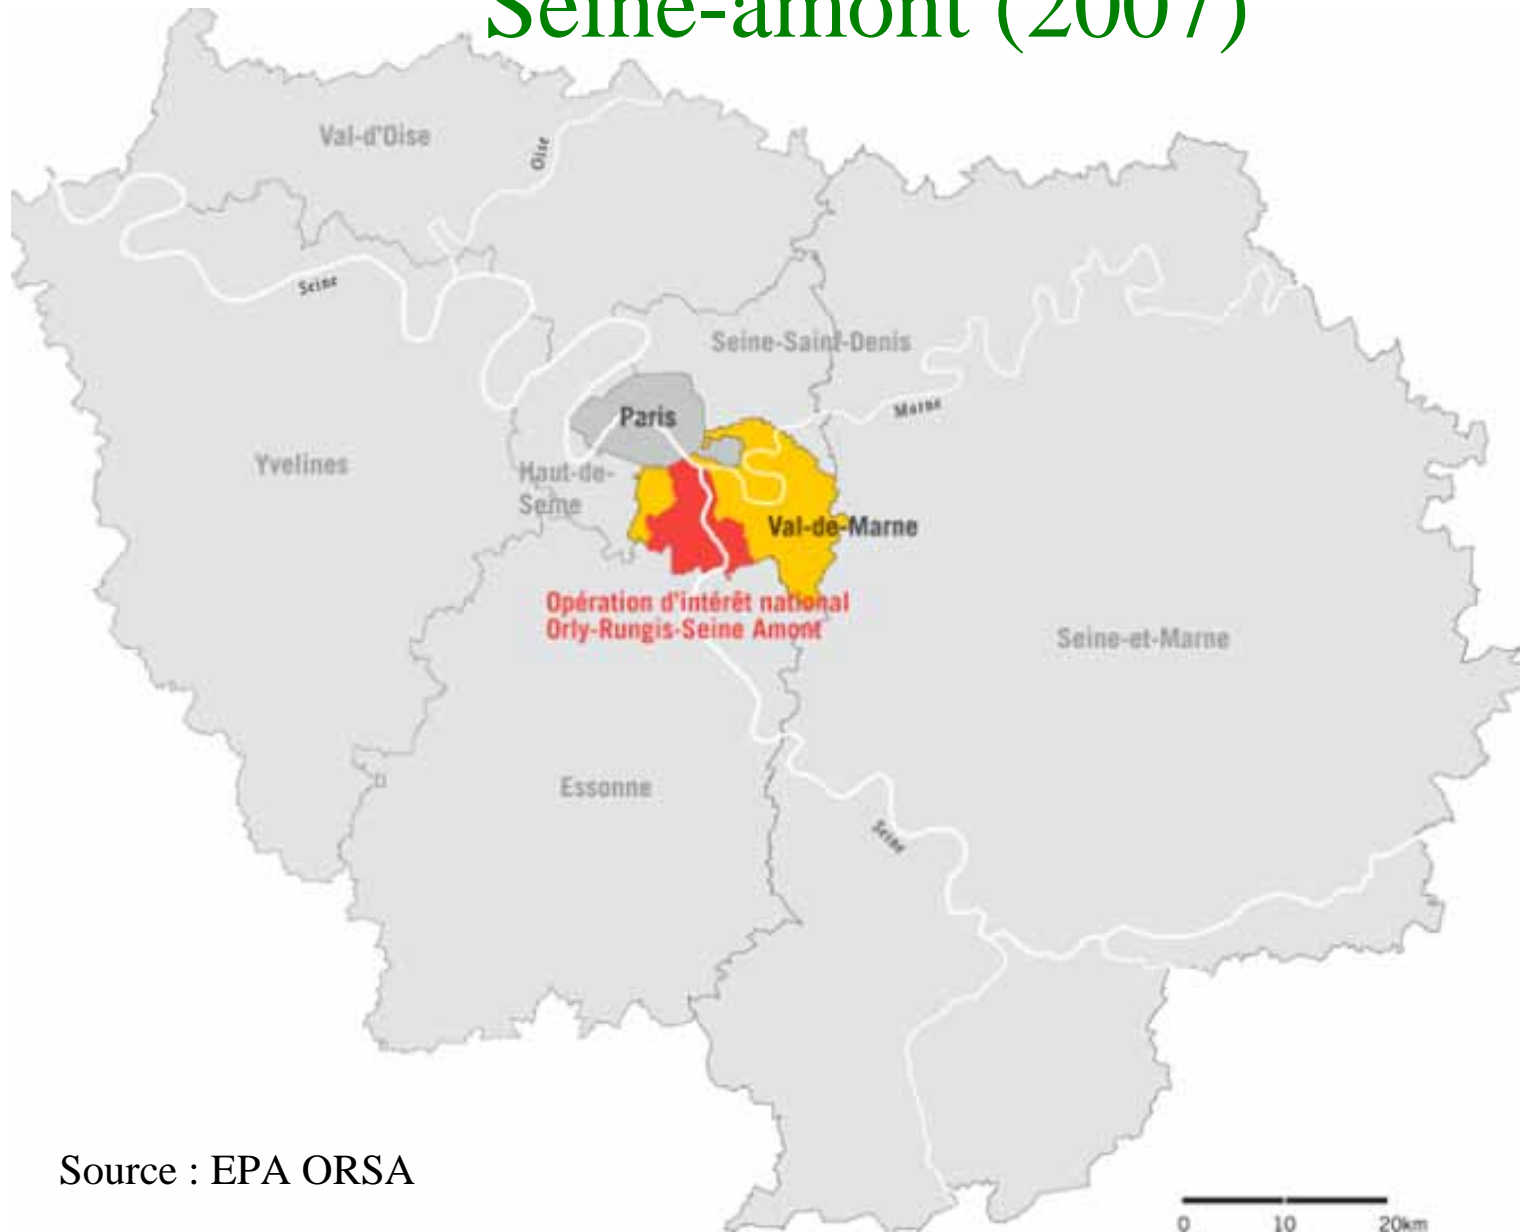 Seine-amont (2007)
Val-d'Oise
Oise
Seine
Seine-Saint-Denis
Marne
Paris
Yvelines
Haut-de-
Seine
Val-de-Marne
Opération d'intérêt national
Orly-Rungis-Seine Amont
Seine-et-Marne
Essonne
Seine
Source : EPA ORSA
0 10 20km